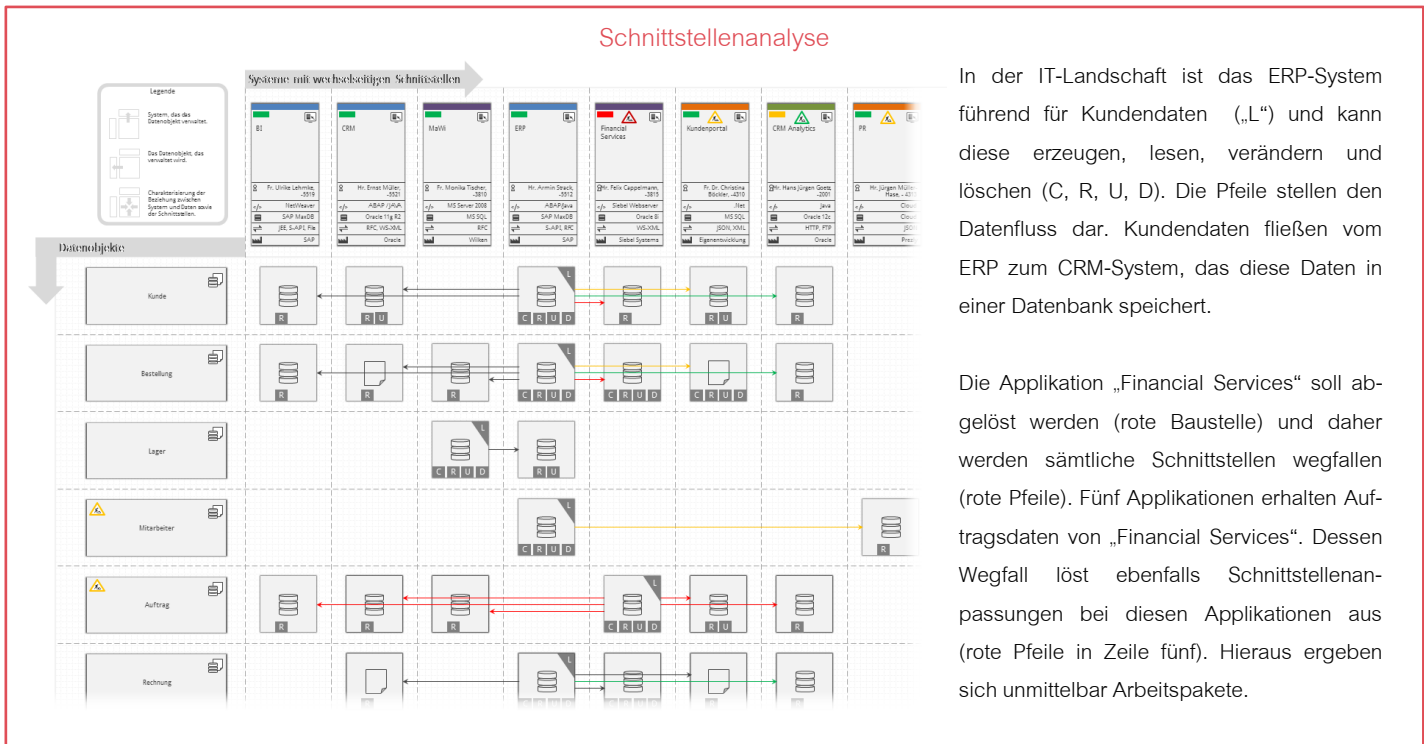 Schnittstellenanalyse
Systeme mit wechselseitigen Schnittstellen
Legende
System, das das
Datenobjekt verwaltet.
Das Datenobjekt, das
verwaltet wird.
Charakterisierung der
Beziehung zwischen
System und Daten sowie
der Schnittstellen.
BI
Fr. Ulrike Lehmke,
-5519
NetWeaver
SAP MaxDB
JEE, S-API, File
SAP
CRM
Hr. Ernst Müller,
-5521
ABAP / JAVA
Oracle 11g R2
RFC, WS-XML
Oracle
MaWi
Fr. Monika Tischer,
-3810
MS Server 2008
MS SQL
RFC
Wilken
ERP
Hr. Armin Strack,
-5512
ABAP/Java
SAP MaxDB
S-API, RFC
SAP
Financial
Services
Hr. Felix Cappelmann,
-3815
Siebel Webserver
Oracle 8i
WS-XML
Siebel Systems
Kundenportal
Fr. Dr. Christina
Böckler, -4310
.Net
MS SQL
JSON, XML
Eigenentwicklung
CRM Analytics
Hr. Hans Jürgen Goetz,
-2001
Java
Oracle 12c
HTTP, FTP
Oracle
PR
Hr. Jürgen
Hase,
Datenobjekte
Kunde
R
R U
C R U D
L
R
R U
R
Bestellung
R
R
R
C R U D
L
C R U D
C R U D
R
Lager
C R U D
L
R U
Mitarbeiter
C R U D
L
R
Auftrag
R
R
R
C R U D
L
R U
R
Rechnung
L
In der IT-Landschaft ist das ERP-System
führend für Kundendaten („L“) und kann
diese erzeugen, lesen, verändern und
löschen (C, R, U, D). Die Pfeile stellen den
Datenfluss dar. Kundendaten fließen vom
ERP zum CRM-System, das diese Daten in
einer Datenbank speichert.
Die Applikation „Financial Services“ soll ab-
gelöst werden (rote Baustelle) und daher
werden sämtliche Schnittstellen wegfallen
(rote Pfeile). Fünf Applikationen erhalten Auf-
tragsdaten von „Financial Services“. Dessen
Wegfall löst ebenfalls Schnittstellenan-
passungen bei diesen Applikationen aus
(rote Pfeile in Zeile fünf). Hieraus ergeben
sich unmittelbar Arbeitspakete.